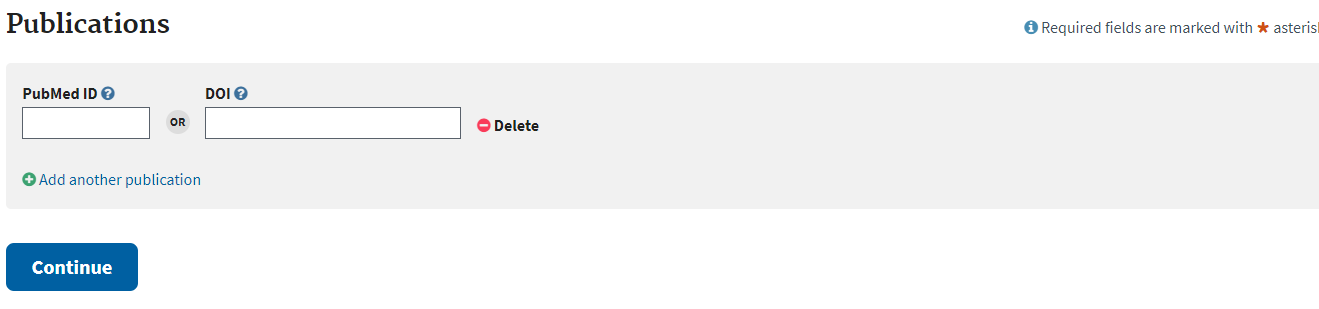 Publications
Required fields are marked with * asteris
PubMed ID
DOI
OR
Delete
Add another publication
Continue